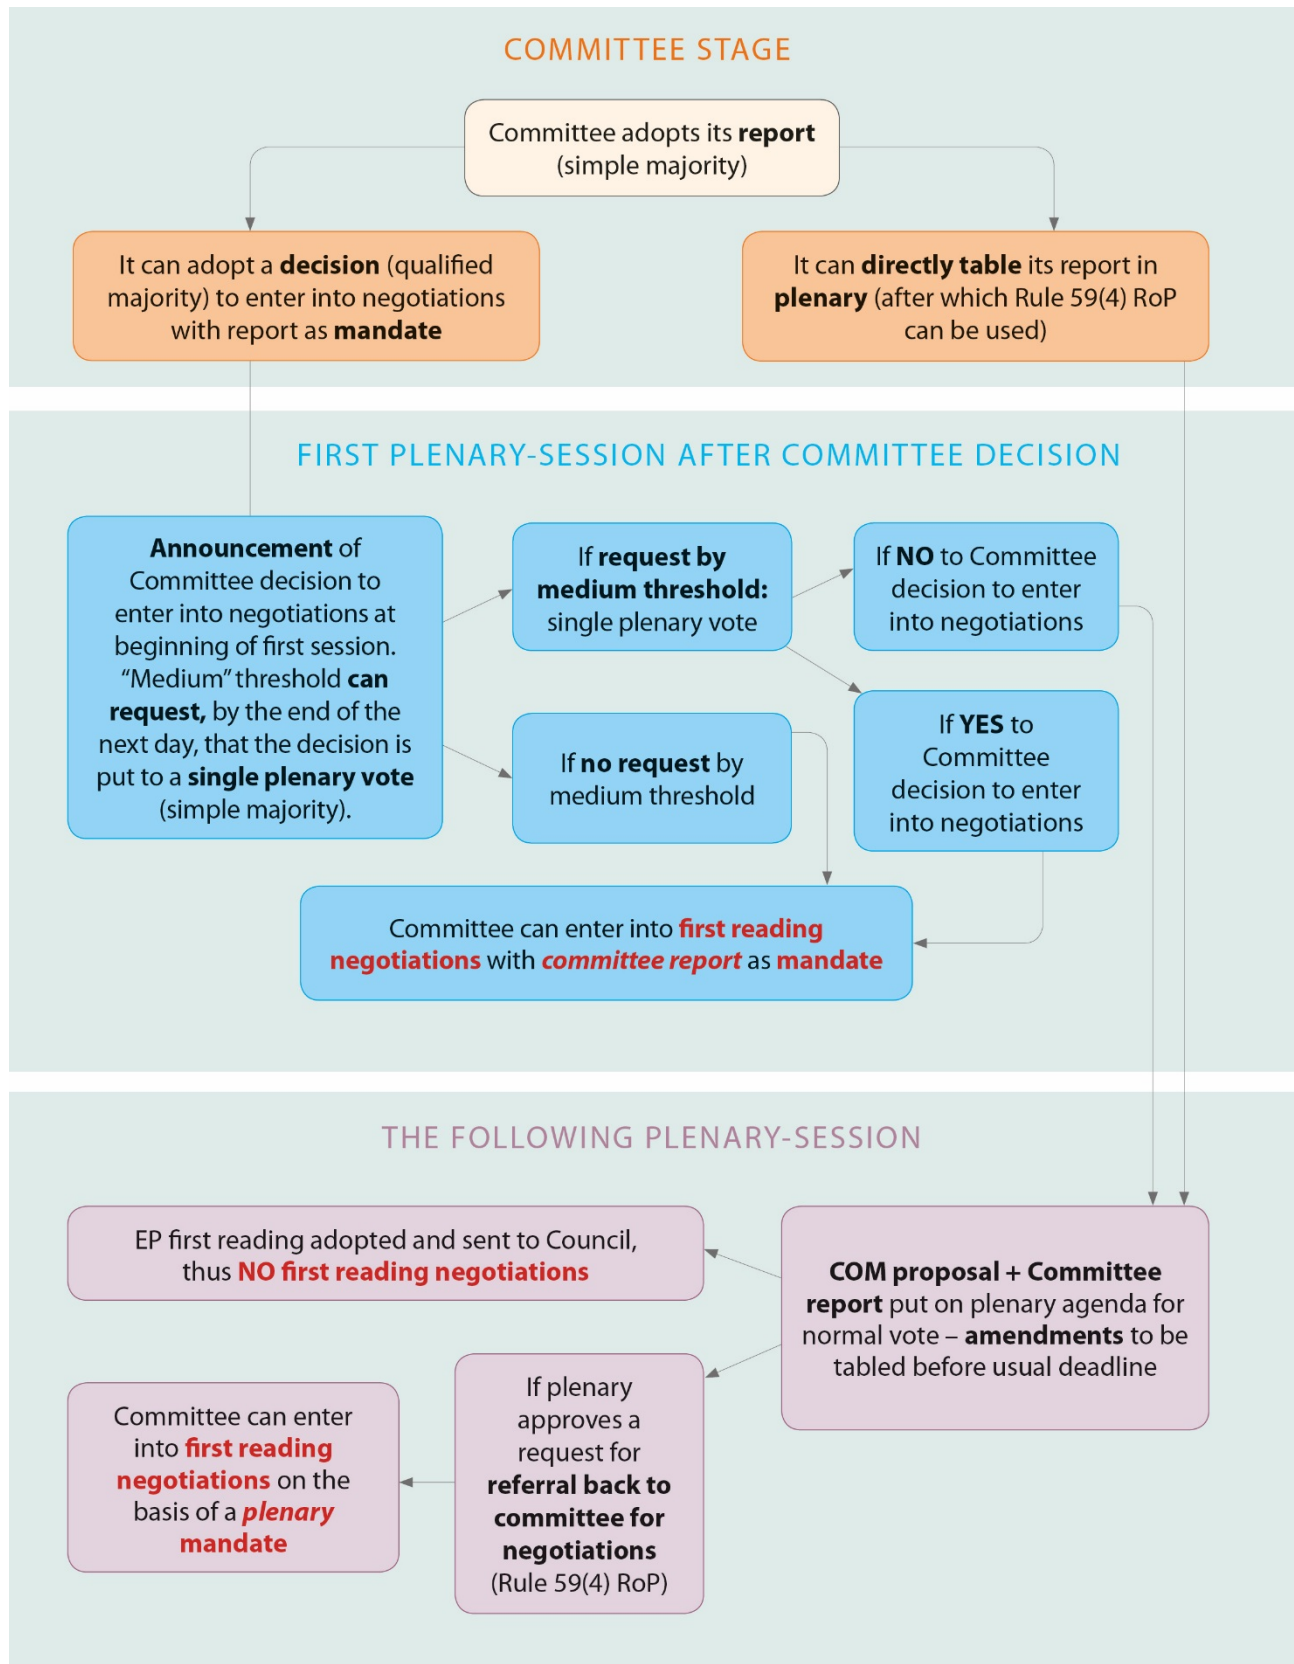 COMMITTEE STAGE
Committee adopts its report
(simple majority)
It can adopt a decision (qualified
majority) to enter into negotiations
with report as mandate
It can directly table its report in
plenary (after which Rule 59(4) RoP
can be used)
FIRST PLENARY-SESSION AFTER COMMITTEE DECISION
Announcement of
Committee decision to
enter into negotiations at
beginning of first session.
“Medium” threshold can
request, by the end of the
next day, that the decision is
put to a single plenary vote
(simple majority).
If request by
medium threshold:
single plenary vote
If NO to Committee
decision to enter
into negotiations
If no request by
medium threshold
If YES to
Committee
decision to enter
into negotiations
Committee can enter into first reading
negotiations with committee report as mandate
THE FOLLOWING PLENARY-SESSION
EP first reading adopted and sent to Council,
thus NO first reading negotiations
COM proposal + Committee
report put on plenary agenda for
normal vote – amendments to be
tabled before usual deadline
If plenary
approves a
request for
referral back to
committee for
negotiations
(Rule 59(4) RoP)
Committee can enter
into first reading
negotiations on the
basis of a plenary
mandate